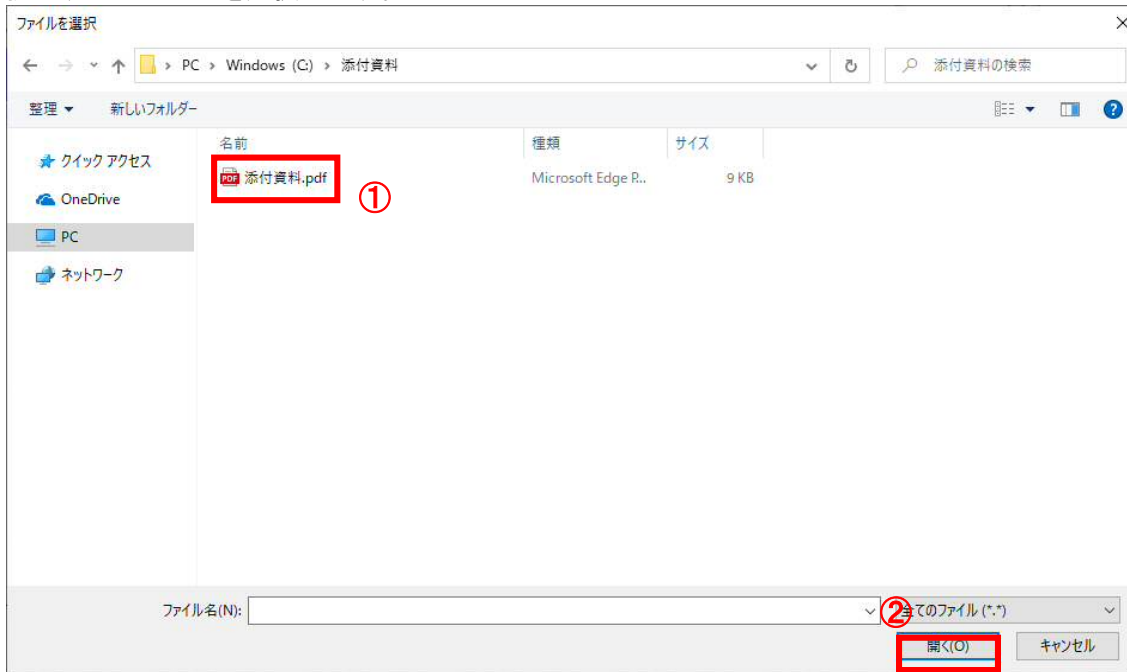 ファイルを選択
PC › Windows (C:) › 添付資料
添付資料の検索
整理
新しいフォルダー
名前 種類 サイズ
クイック アクセス
添付資料.pdf Microsoft Edge P... 9 KB
①
OneDrive
PC
ネットワーク
ファイル名(N):
②
全てのファイル (*.*)
開く(O) キャンセル